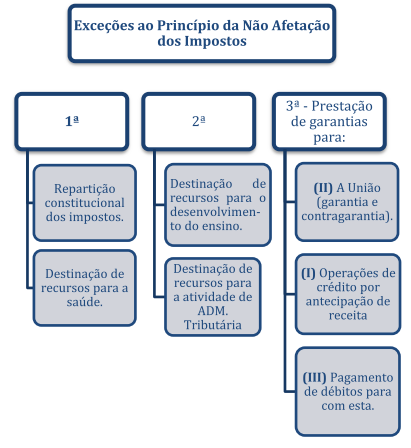 Exceções ao Princípio da Não Afetação
dos Impostos
1ª
Repartição
constitucional
dos impostos.
Destinação de
recursos para a
saúde.
2ª
Destinação de
recursos para o
desenvolvimen-
to do ensino.
Destinação de
recursos para
a atividade de
ADM.
Tributária
3ª - Prestação
de garantias
para:
(II) A União
(garantia e
contragarantia).
(I) Operações de
crédito por
antecipação de
receita
(III) Pagamento
de débitos para
com esta.